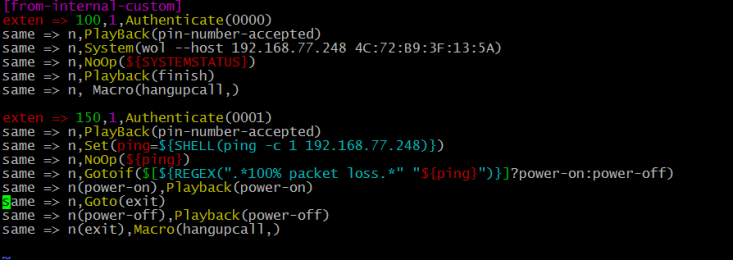 [from-internal-custom]
exten => 100,1,Authenticate(0000)
same => n,PlayBack(pin-number-accepted)
same => n,System(wol --host 192.168.77.248 4C:72:B9:3F:13:5A)
same => n,NoOp(${SYSTEMSTATUS})
same => n,Playback(finish)
same => n, Macro(hangupcall,)
exten => 150,1,Authenticate(0001)
same => n,PlayBack(pin-number-accepted)
same => n,Set(ping=${SHELL(ping -c 1 192.168.77.248)})
same => n,NoOp(${ping})
same => n,Gotoif($[${REGEX(".*100% packet loss.*" "${ping}")}]?power-on:power-off)
same => n(power-on),Playback(power-on)
same => n,Goto(exit)
same => n(power-off),Playback(power-off)
same => n(exit),Macro(hangupcall,)
~